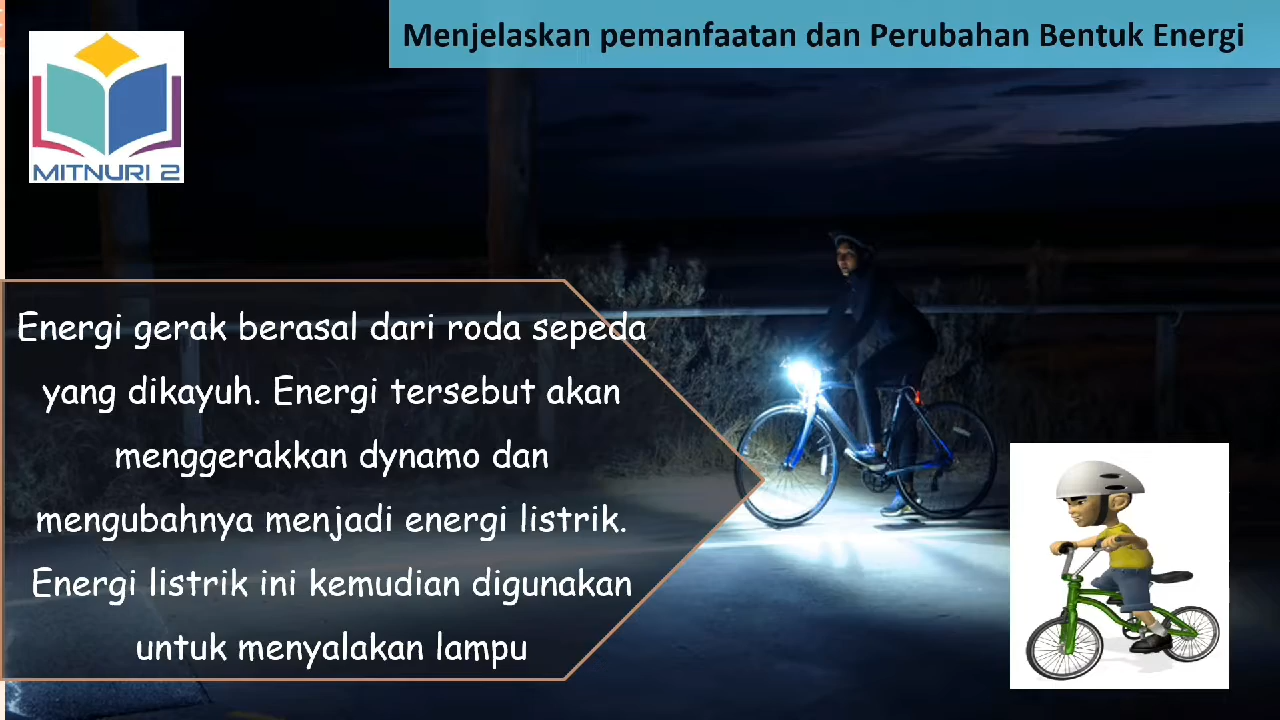 Menjelaskan pemanfaatan dan Perubahan Bentuk Energi
MITNURI 2
Energi gerak berasal dari roda sepeda
yang dikayuh. Energi tersebut akan
menggerakkan dynamo dan
mengubahnya menjadi energi listrik.
Energi listrik ini kemudian digunakan
untuk menyalakan lampu